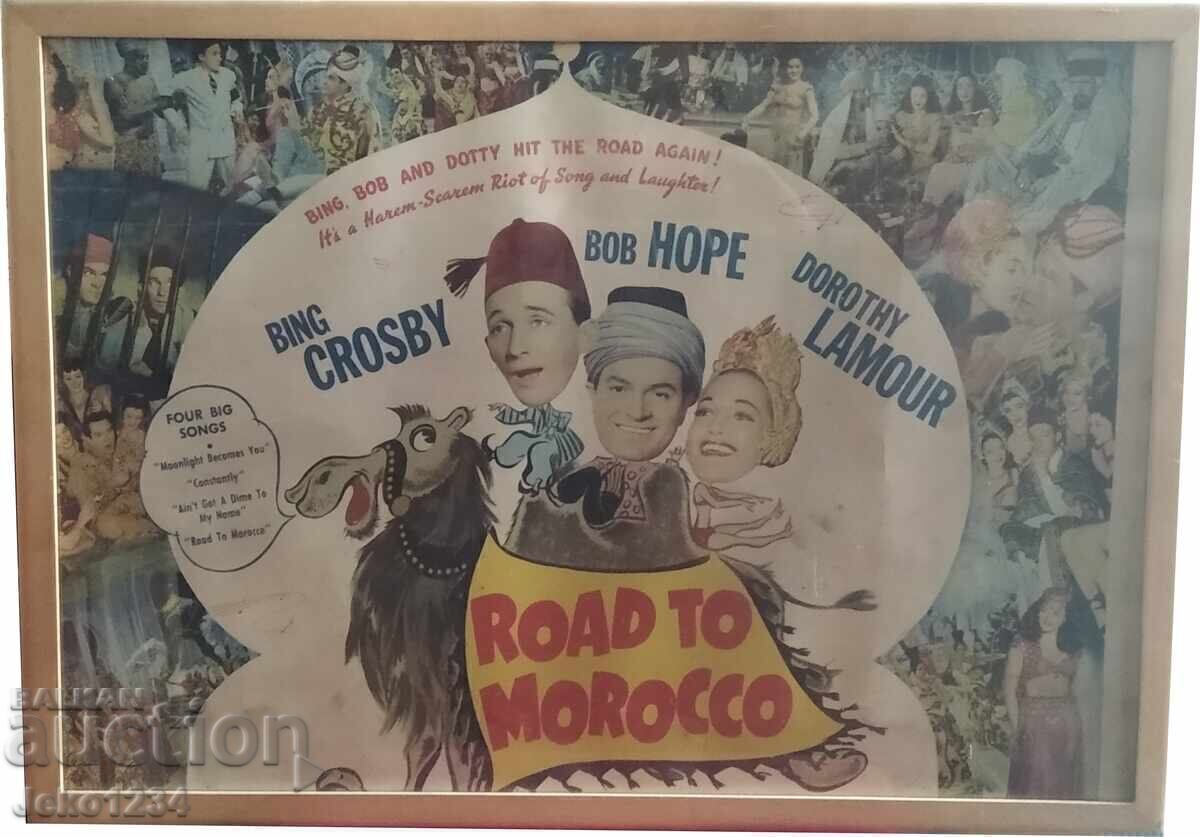 BING, BOB AND DOTTY HIT THE ROAD AGAIN!
It's a Harem-Scarem Riot of Song and Laughter!
BING
CROSBY
BOB HOPE
DOROTHY
LAMOUR
FOUR BIG
SONGS
"Moonlight Becomes You"
"Constantly"
"Ain't Got A Dime To
My Name"
"Road To Morocco"
ROAD TO
MOROCCO
BALKAN
auction
Jeko1234